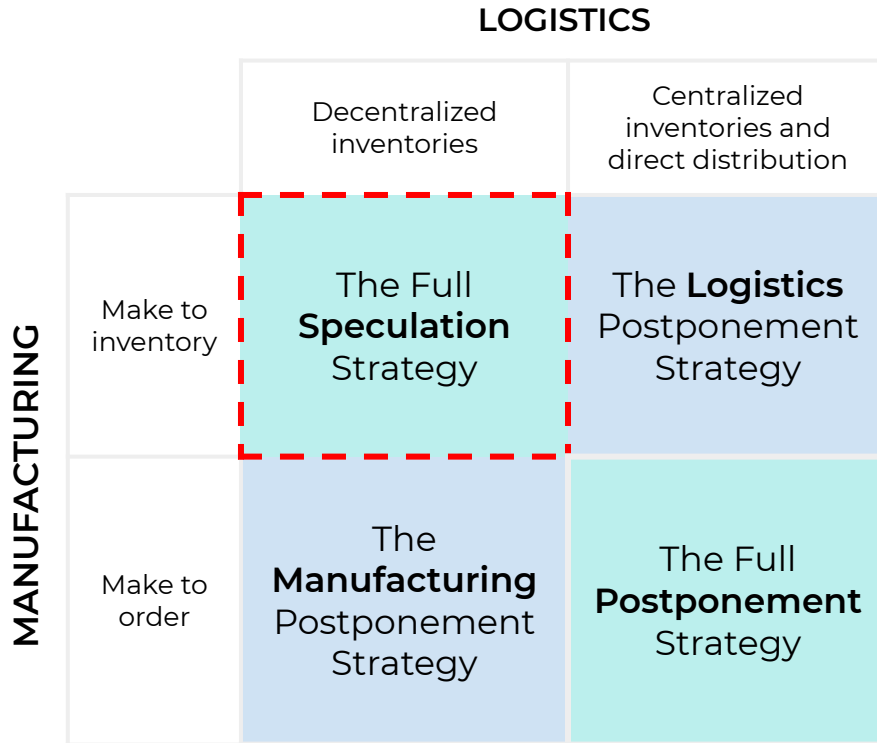 LOGISTICS
Decentralized
inventories
Centralized
inventories and
direct distribution
MANUFACTURING
Make to
inventory
The Full
Speculation
Strategy
The Logistics
Postponement
Strategy
Make to
order
The
Manufacturing
Postponement
Strategy
The Full
Postponement
Strategy